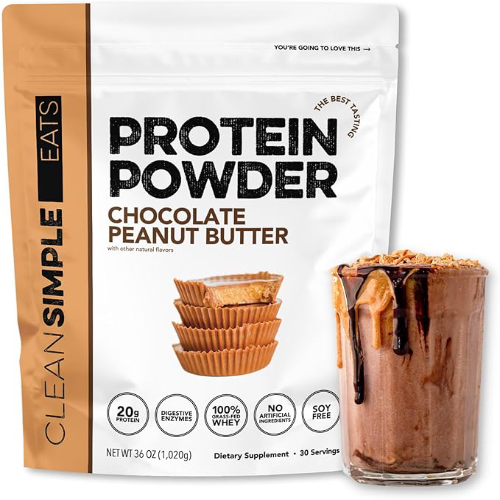 YOU'RE GOING TO LOVE THIS →
THE BEST TASTING
PROTEIN
POWDER
CHOCOLATE
PEANUT BUTTER
with other natural flavors
CLEAN SIMPLE EATS
20g
PROTEIN
DIGESTIVE
ENZYMES
100%
GRASS-FED
WHEY
NO
ARTIFICIAL
INGREDIENTS
SOY
FREE
NET WT 36 OZ (1,020g)
Dietary Supplement • 30 Servings